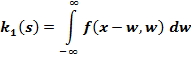 k₁(s) = ∫_{-∞}^{∞} f(x − w, w) dw